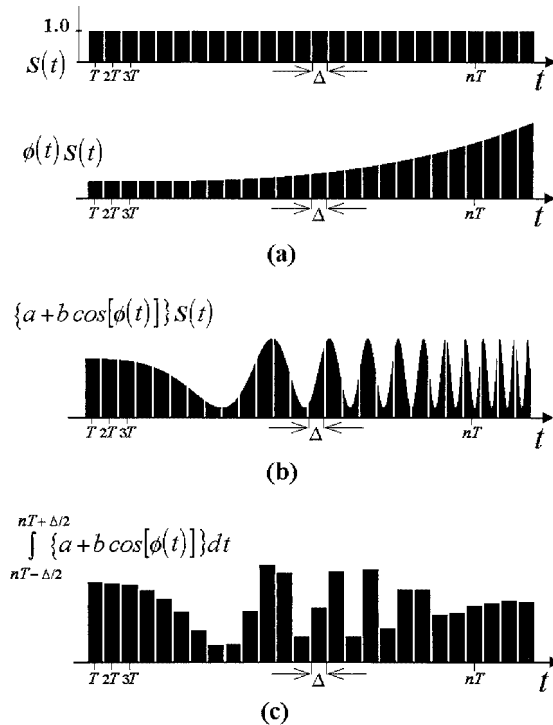 1.0
S(t)
T 2T 3T Δ nT t
ϕ(t) S(t)
T 2T 3T Δ nT t
(a)
{a + b cos[ϕ(t)]} S(t)
T 2T 3T Δ nT t
(b)
nT + Δ/2
∫ {a + b cos[ϕ(t)]} dt
nT − Δ/2
T 2T 3T Δ nT t
(c)